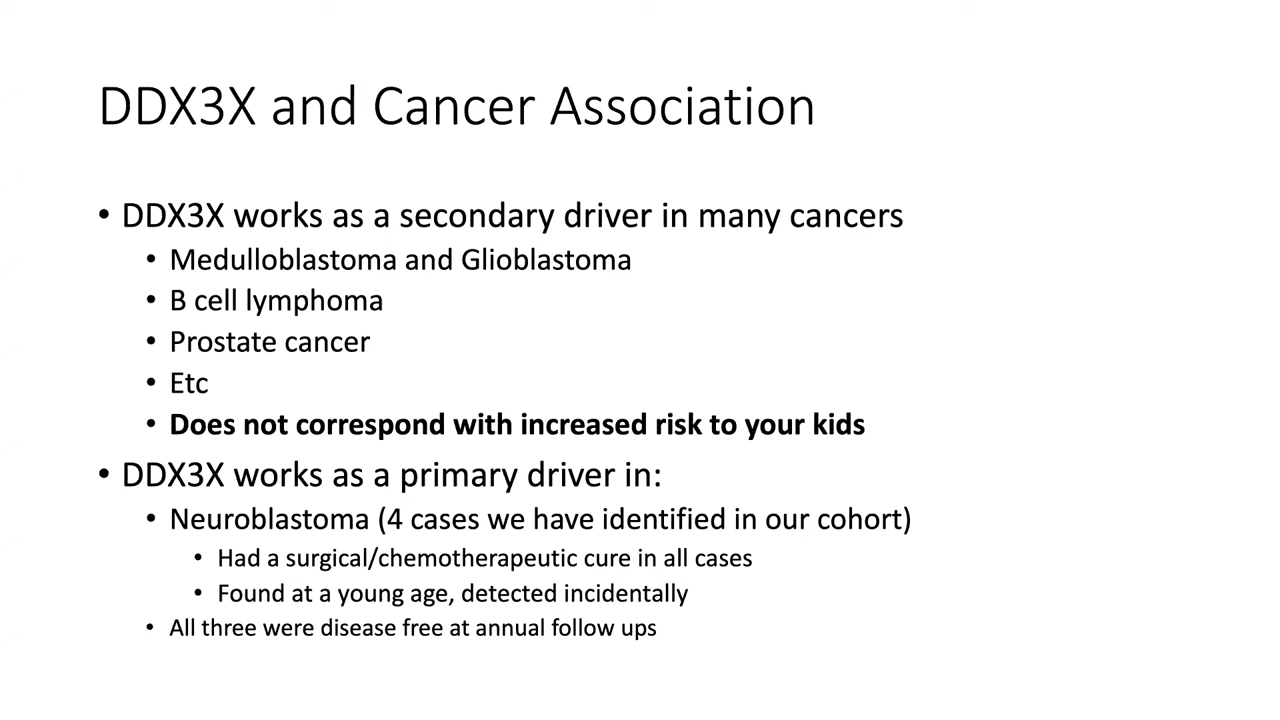 DDX3X and Cancer Association
• DDX3X works as a secondary driver in many cancers
• Medulloblastoma and Glioblastoma
• B cell lymphoma
• Prostate cancer
• Etc
• Does not correspond with increased risk to your kids
• DDX3X works as a primary driver in:
• Neuroblastoma (4 cases we have identified in our cohort)
• Had a surgical/chemotherapeutic cure in all cases
• Found at a young age, detected incidentally
• All three were disease free at annual follow ups